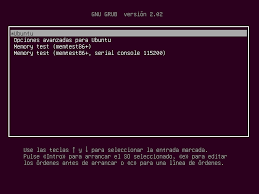 GNU GRUB versión 2.02
*Ubuntu
Opciones avanzadas para Ubuntu
Memory test (memtest86+)
Memory test (memtest86+, serial console 115200)
Use las teclas ↑ y ↓ para seleccionar la entrada marcada.
Pulse «Intro» para arrancar el SO seleccionado, «e» para editar
las órdenes antes de arrancar o «c» para una línea de órdenes.